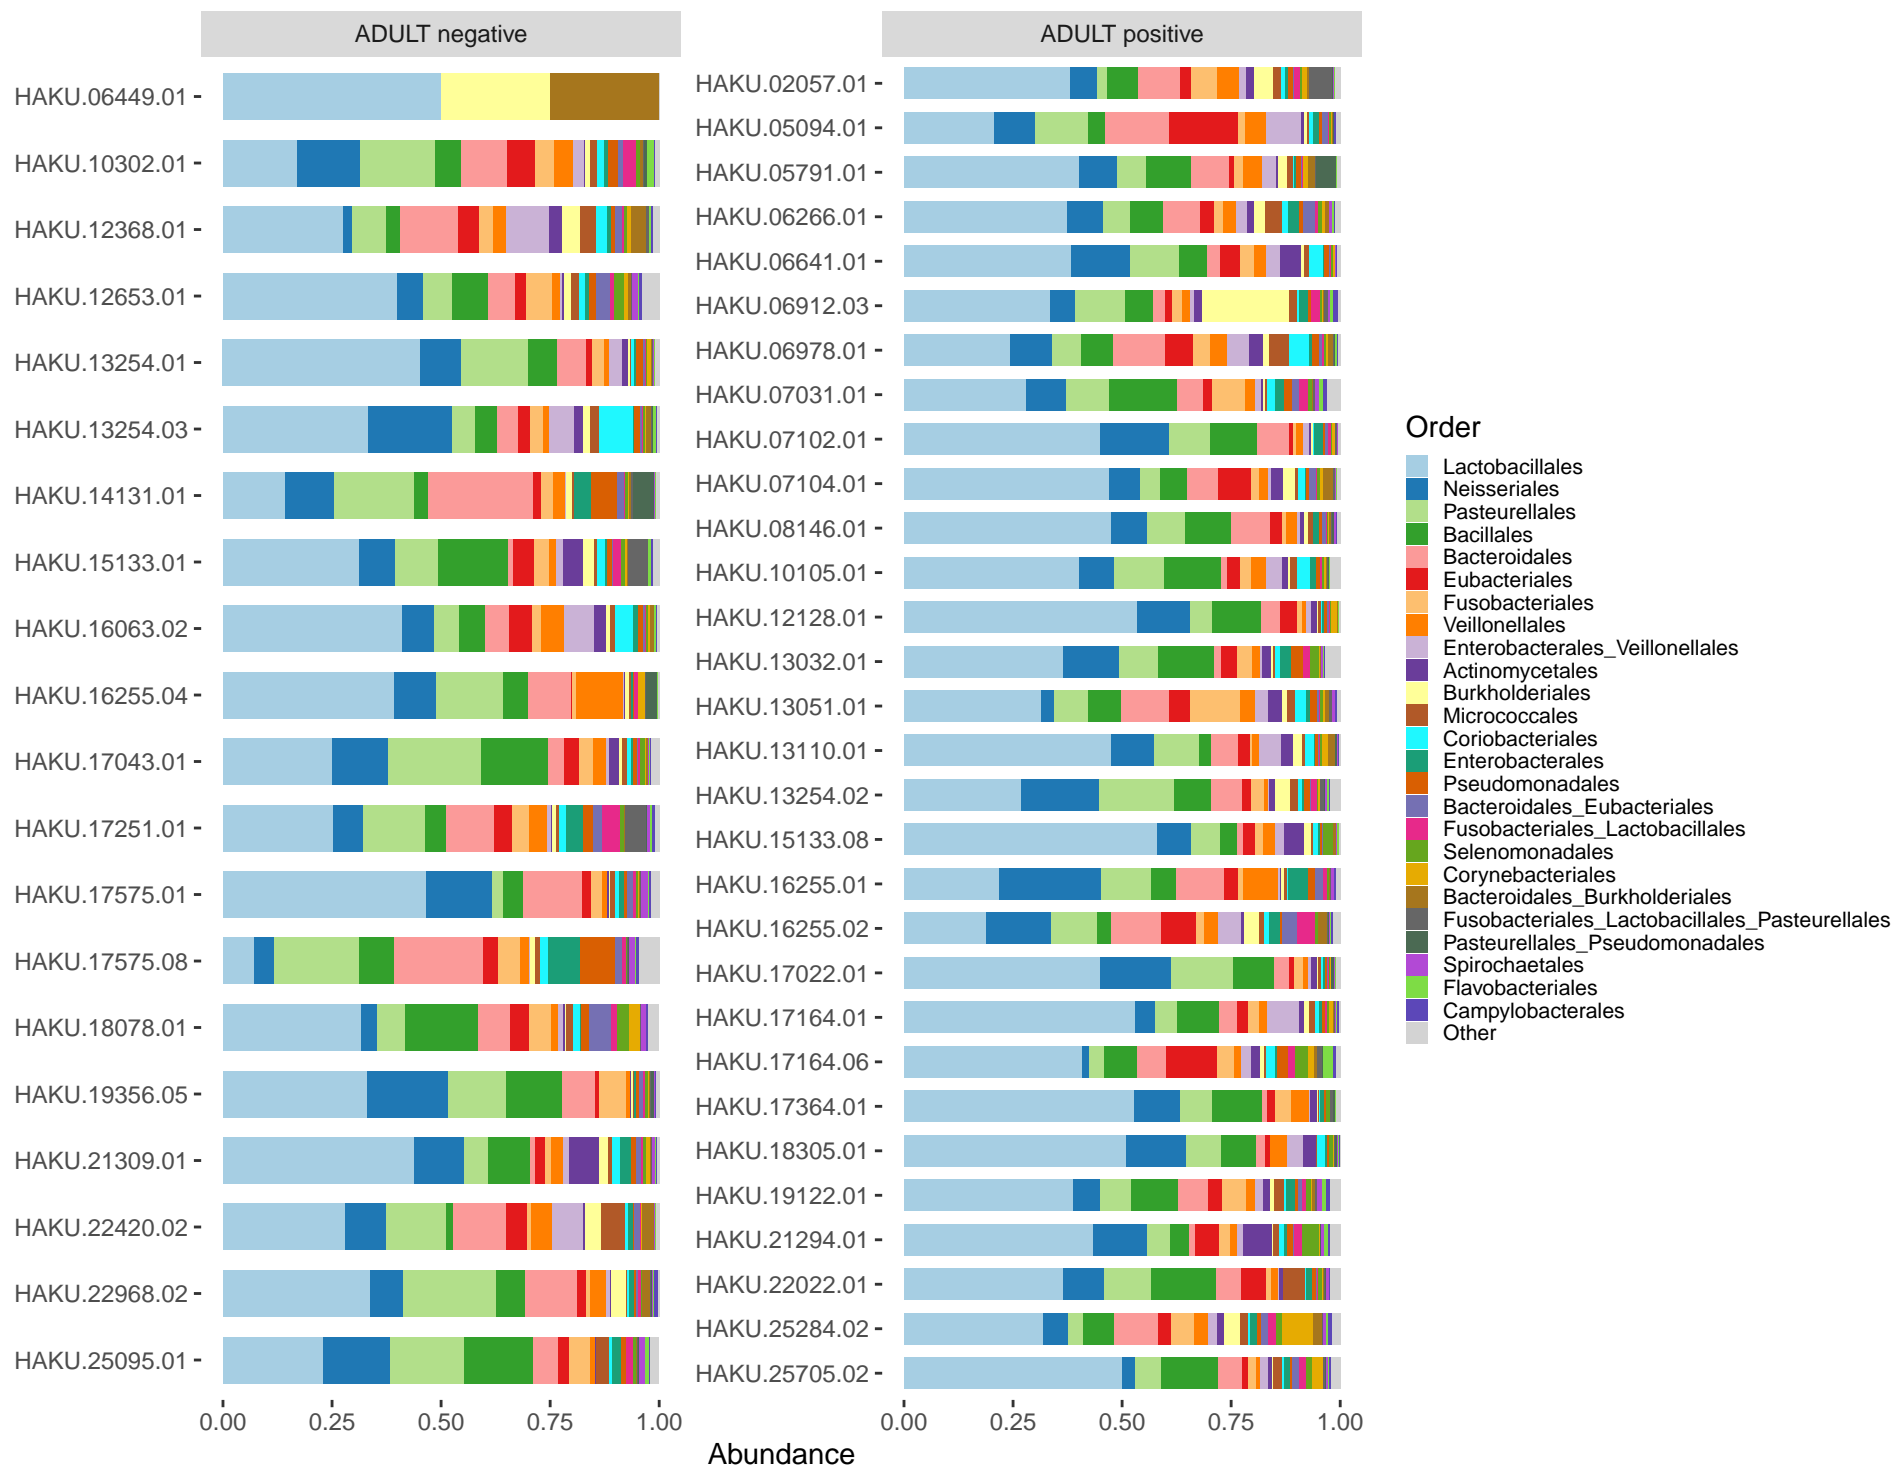 ADULT negative
ADULT positive
HAKU.06449.01
HAKU.10302.01
HAKU.12368.01
HAKU.12653.01
HAKU.13254.01
HAKU.13254.03
HAKU.14131.01
HAKU.15133.01
HAKU.16063.02
HAKU.16255.04
HAKU.17043.01
HAKU.17251.01
HAKU.17575.01
HAKU.17575.08
HAKU.18078.01
HAKU.19356.05
HAKU.21309.01
HAKU.22420.02
HAKU.22968.02
HAKU.25095.01
0.00 0.25 0.50 0.75 1.00
HAKU.02057.01
HAKU.05094.01
HAKU.05791.01
HAKU.06266.01
HAKU.06641.01
HAKU.06912.03
HAKU.06978.01
HAKU.07031.01
HAKU.07102.01
HAKU.07104.01
HAKU.08146.01
HAKU.10105.01
HAKU.12128.01
HAKU.13032.01
HAKU.13051.01
HAKU.13110.01
HAKU.13254.02
HAKU.15133.08
HAKU.16255.01
HAKU.16255.02
HAKU.17022.01
HAKU.17164.01
HAKU.17164.06
HAKU.17364.01
HAKU.18305.01
HAKU.19122.01
HAKU.21294.01
HAKU.22022.01
HAKU.25284.02
HAKU.25705.02
0.00 0.25 0.50 0.75 1.00
Abundance
Order
Lactobacillales
Neisseriales
Pasteurellales
Bacillales
Bacteroidales
Eubacteriales
Fusobacteriales
Veillonellales
Enterobacterales_Veillonellales
Actinomycetales
Burkholderiales
Micrococcales
Coriobacteriales
Enterobacterales
Pseudomonadales
Bacteroidales_Eubacteriales
Fusobacteriales_Lactobacillales
Selenomonadales
Corynebacteriales
Bacteroidales_Burkholderiales
Fusobacteriales_Lactobacillales_Pasteurellales
Pasteurellales_Pseudomonadales
Spirochaetales
Flavobacteriales
Campylobacterales
Other